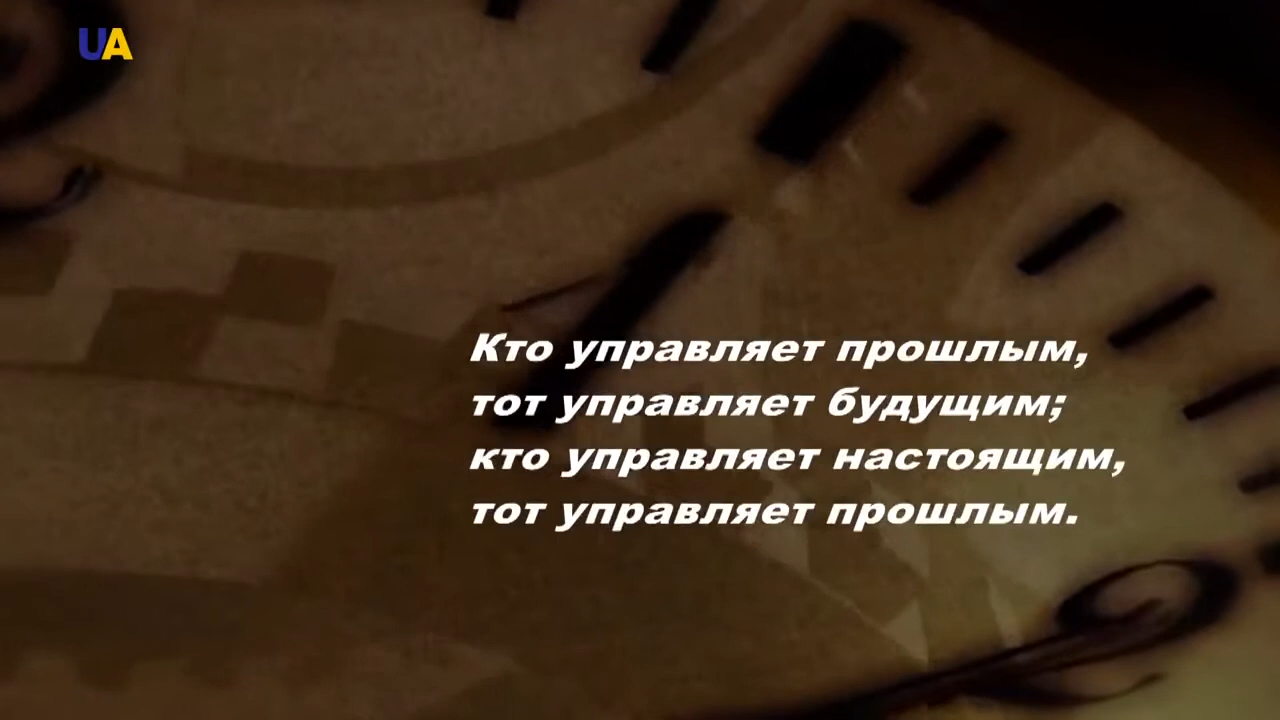 UA
Кто управляет прошлым,
тот управляет будущим;
кто управляет настоящим,
тот управляет прошлым.